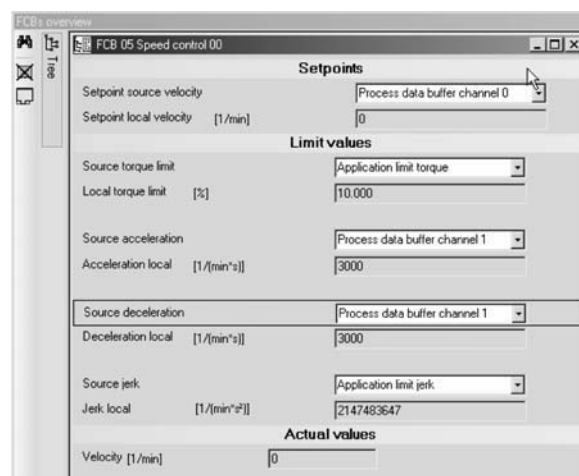 FCBs overview
FCB 05 Speed control 00
Tree
Setpoints
Setpoint source velocity Process data buffer channel 0
Setpoint local velocity [1/min] 0
Limit values
Source torque limit Application limit torque
Local torque limit [%] 10.000
Source acceleration Process data buffer channel 1
Acceleration local [1/(min*s)] 3000
Source deceleration Process data buffer channel 1
Deceleration local [1/(min*s)] 3000
Source jerk Application limit jerk
Jerk local [1/(min*s²)] 2147483647
Actual values
Velocity [1/min] 0